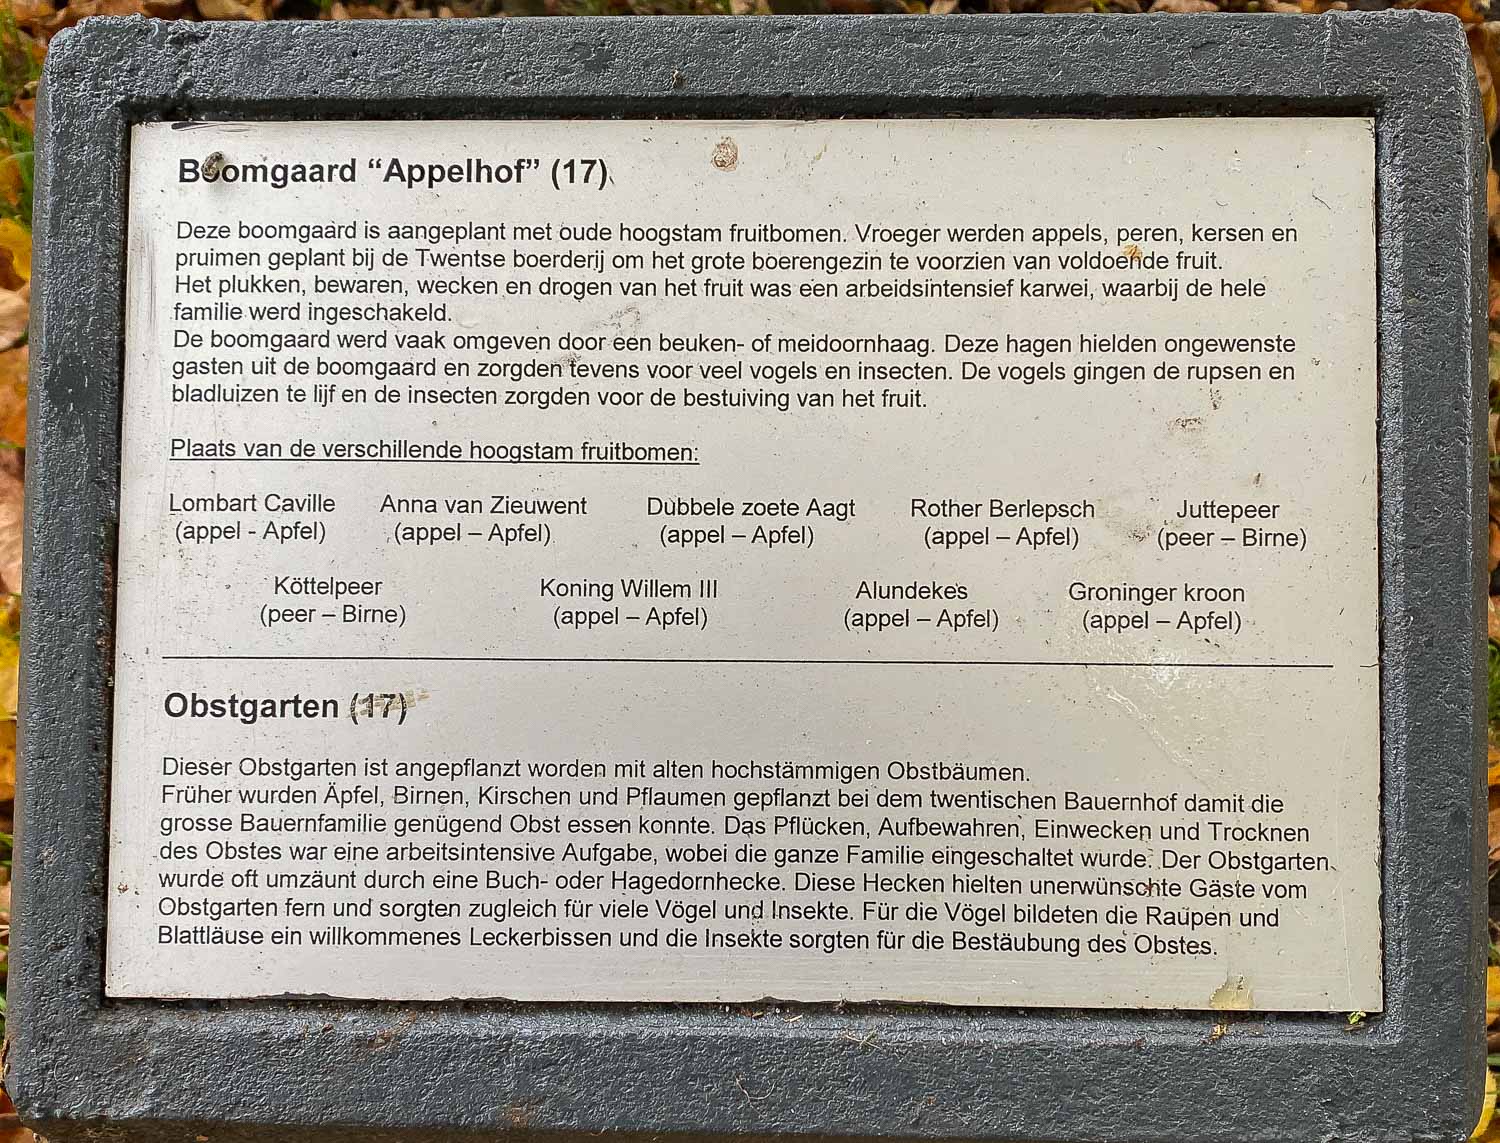 Boomgaard “Appelhof” (17)
Deze boomgaard is aangeplant met oude hoogstam fruitbomen. Vroeger werden appels, peren, kersen en
pruimen geplant bij de Twentse boerderij om het grote boerengezin te voorzien van voldoende fruit.
Het plukken, bewaren, wecken en drogen van het fruit was een arbeidsintensief karwei, waarbij de hele
familie werd ingeschakeld.
De boomgaard werd vaak omgeven door een beuken- of meidoornhaag. Deze hagen hielden ongewenste
gasten uit de boomgaard en zorgden tevens voor veel vogels en insecten. De vogels gingen de rupsen en
bladluizen te lijf en de insecten zorgden voor de bestuiving van het fruit.
Plaats van de verschillende hoogstam fruitbomen:
Lombart Caville Anna van Zieuwent Dubbele zoete Aagt Rother Berlepsch Juttepeer
(appel - Apfel) (appel – Apfel) (appel – Apfel) (appel – Apfel) (peer – Birne)
Köttelpeer Koning Willem III Alundekes Groninger kroon
(peer – Birne) (appel – Apfel) (appel – Apfel) (appel – Apfel)
Obstgarten (17)
Dieser Obstgarten ist angepflanzt worden mit alten hochstämmigen Obstbäumen.
Früher wurden Äpfel, Birnen, Kirschen und Pflaumen gepflanzt bei dem twentischen Bauernhof damit die
grosse Bauernfamilie genügend Obst essen konnte. Das Pflücken, Aufbewahren, Einwecken und Trocknen
des Obstes war eine arbeitsintensive Aufgabe, wobei die ganze Familie eingeschaltet wurde. Der Obstgarten
wurde oft umzäunt durch eine Buch- oder Hagedornhecke. Diese Hecken hielten unerwünschte Gäste vom
Obstgarten fern und sorgten zugleich für viele Vögel und Insekte. Für die Vögel bildeten die Raupen und
Blattläuse ein willkommenes Leckerbissen und die Insekte sorgten für die Bestäubung des Obstes.